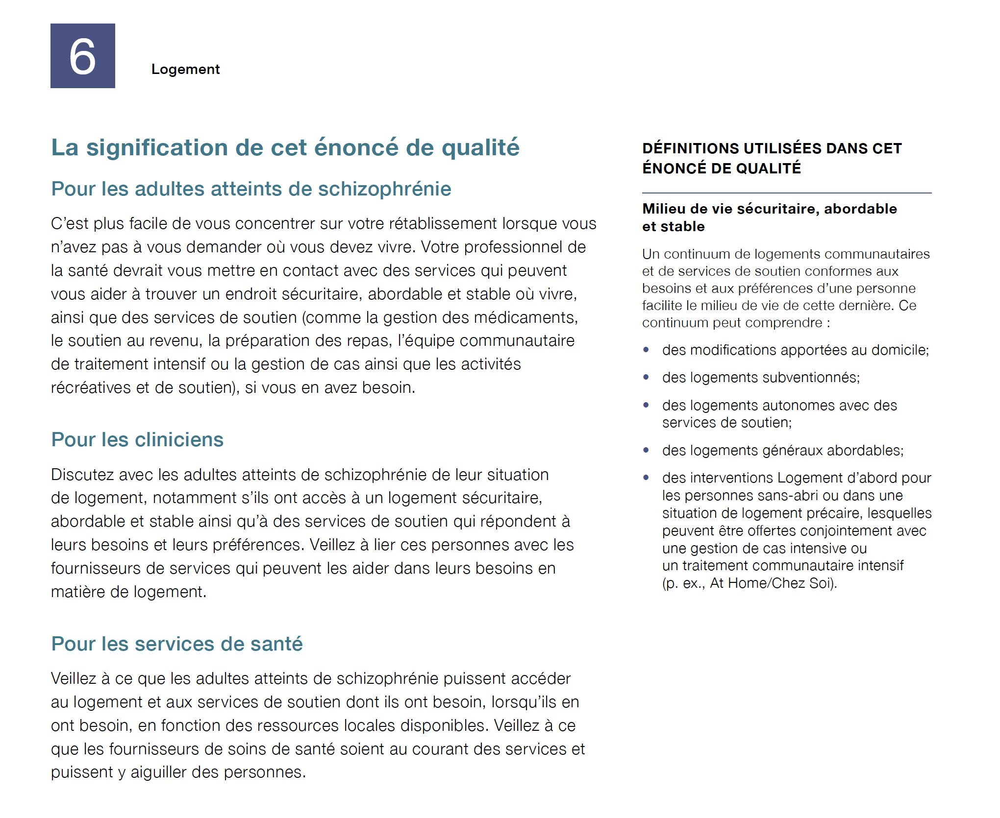 6
Logement
La signification de cet énoncé de qualité
Pour les adultes atteints de schizophrénie
C’est plus facile de vous concentrer sur votre rétablissement lorsque vous
n’avez pas à vous demander où vous devez vivre. Votre professionnel de
la santé devrait vous mettre en contact avec des services qui peuvent
vous aider à trouver un endroit sécuritaire, abordable et stable où vivre,
ainsi que des services de soutien (comme la gestion des médicaments,
le soutien au revenu, la préparation des repas, l’équipe communautaire
de traitement intensif ou la gestion de cas ainsi que les activités
récréatives et de soutien), si vous en avez besoin.
Pour les cliniciens
Discutez avec les adultes atteints de schizophrénie de leur situation
de logement, notamment s’ils ont accès à un logement sécuritaire,
abordable et stable ainsi qu’à des services de soutien qui répondent à
leurs besoins et leurs préférences. Veillez à lier ces personnes avec les
fournisseurs de services qui peuvent les aider dans leurs besoins en
matière de logement.
Pour les services de santé
Veillez à ce que les adultes atteints de schizophrénie puissent accéder
au logement et aux services de soutien dont ils ont besoin, lorsqu’ils en
ont besoin, en fonction des ressources locales disponibles. Veillez à ce
que les fournisseurs de soins de santé soient au courant des services et
puissent y aiguiller des personnes.
DÉFINITIONS UTILISÉES DANS CET
ÉNONCÉ DE QUALITÉ
Milieu de vie sécuritaire, abordable
et stable
Un continuum de logements communautaires
et de services de soutien conformes aux
besoins et aux préférences d’une personne
facilite le milieu de vie de cette dernière. Ce
continuum peut comprendre :
• des modifications apportées au domicile;
• des logements subventionnés;
• des logements autonomes avec des
services de soutien;
• des logements généraux abordables;
• des interventions Logement d’abord pour
les personnes sans-abri ou dans une
situation de logement précaire, lesquelles
peuvent être offertes conjointement avec
une gestion de cas intensive ou
un traitement communautaire intensif
(p. ex., At Home/Chez Soi).